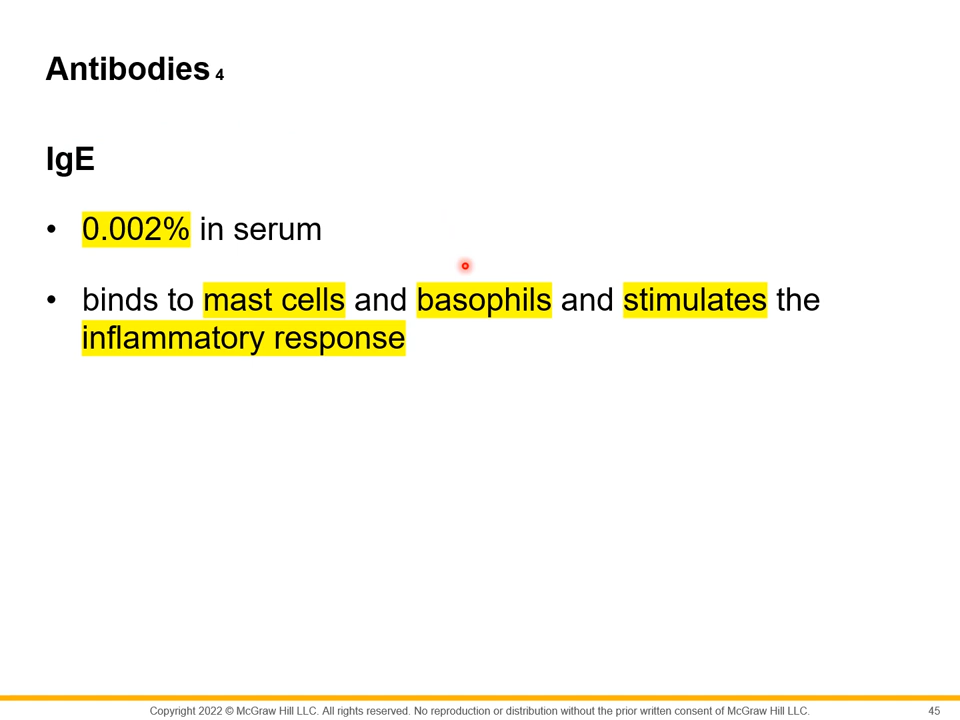 Antibodies 4
IgE
• 0.002% in serum
• binds to mast cells and basophils and stimulates the
inflammatory response
Copyright 2022 © McGraw Hill LLC. All rights reserved. No reproduction or distribution without the prior written consent of McGraw Hill LLC. 45